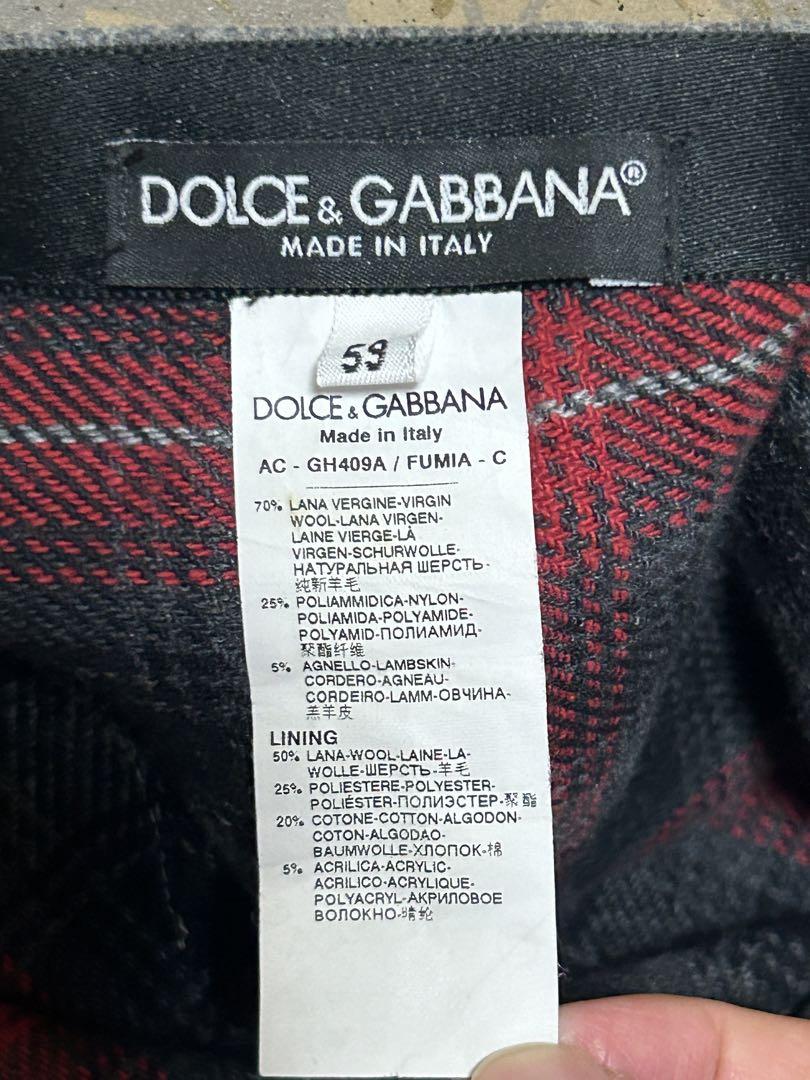 DOLCE & GABBANA®
MADE IN ITALY
59
DOLCE & GABBANA
Made in Italy
AC - GH409A / FUMIA - C
70% LANA VERGINE-VIRGIN
WOOL-LANA VIRGEN-
LAINE VIERGE-LÀ
VIRGEN-SCHURWOLLE-
НАТУРАЛЬНАЯ ШЕРСТЬ-
纯新羊毛
25% POLIAMMIDICA-NYLON-
POLIAMIDA-POLYAMIDE-
POLYAMID-ПОЛИАМИД-
聚酯纤维
5% AGNELLO-LAMBSKIN-
CORDERO-AGNEAU-
CORDEIRO-LAMM-ОВЧИНА-
羔羊皮
LINING
50% LANA-WOOL-LAINE-LA-
WOLLE-ШЕРСТЬ-羊毛
25% POLIESTERE-POLYESTER-
POLIÉSTER-ПОЛИЭСТЕР-聚酯
20% COTONE-COTTON-ALGODON-
COTON-ALGODAO-
BAUMWOLLE-ХЛОПОК-棉
5% ACRILICA-ACRYLIC-
ACRILICO-ACRYLIQUE-
POLYACRYL-АКРИЛОВОЕ
ВОЛОКНО-腈纶